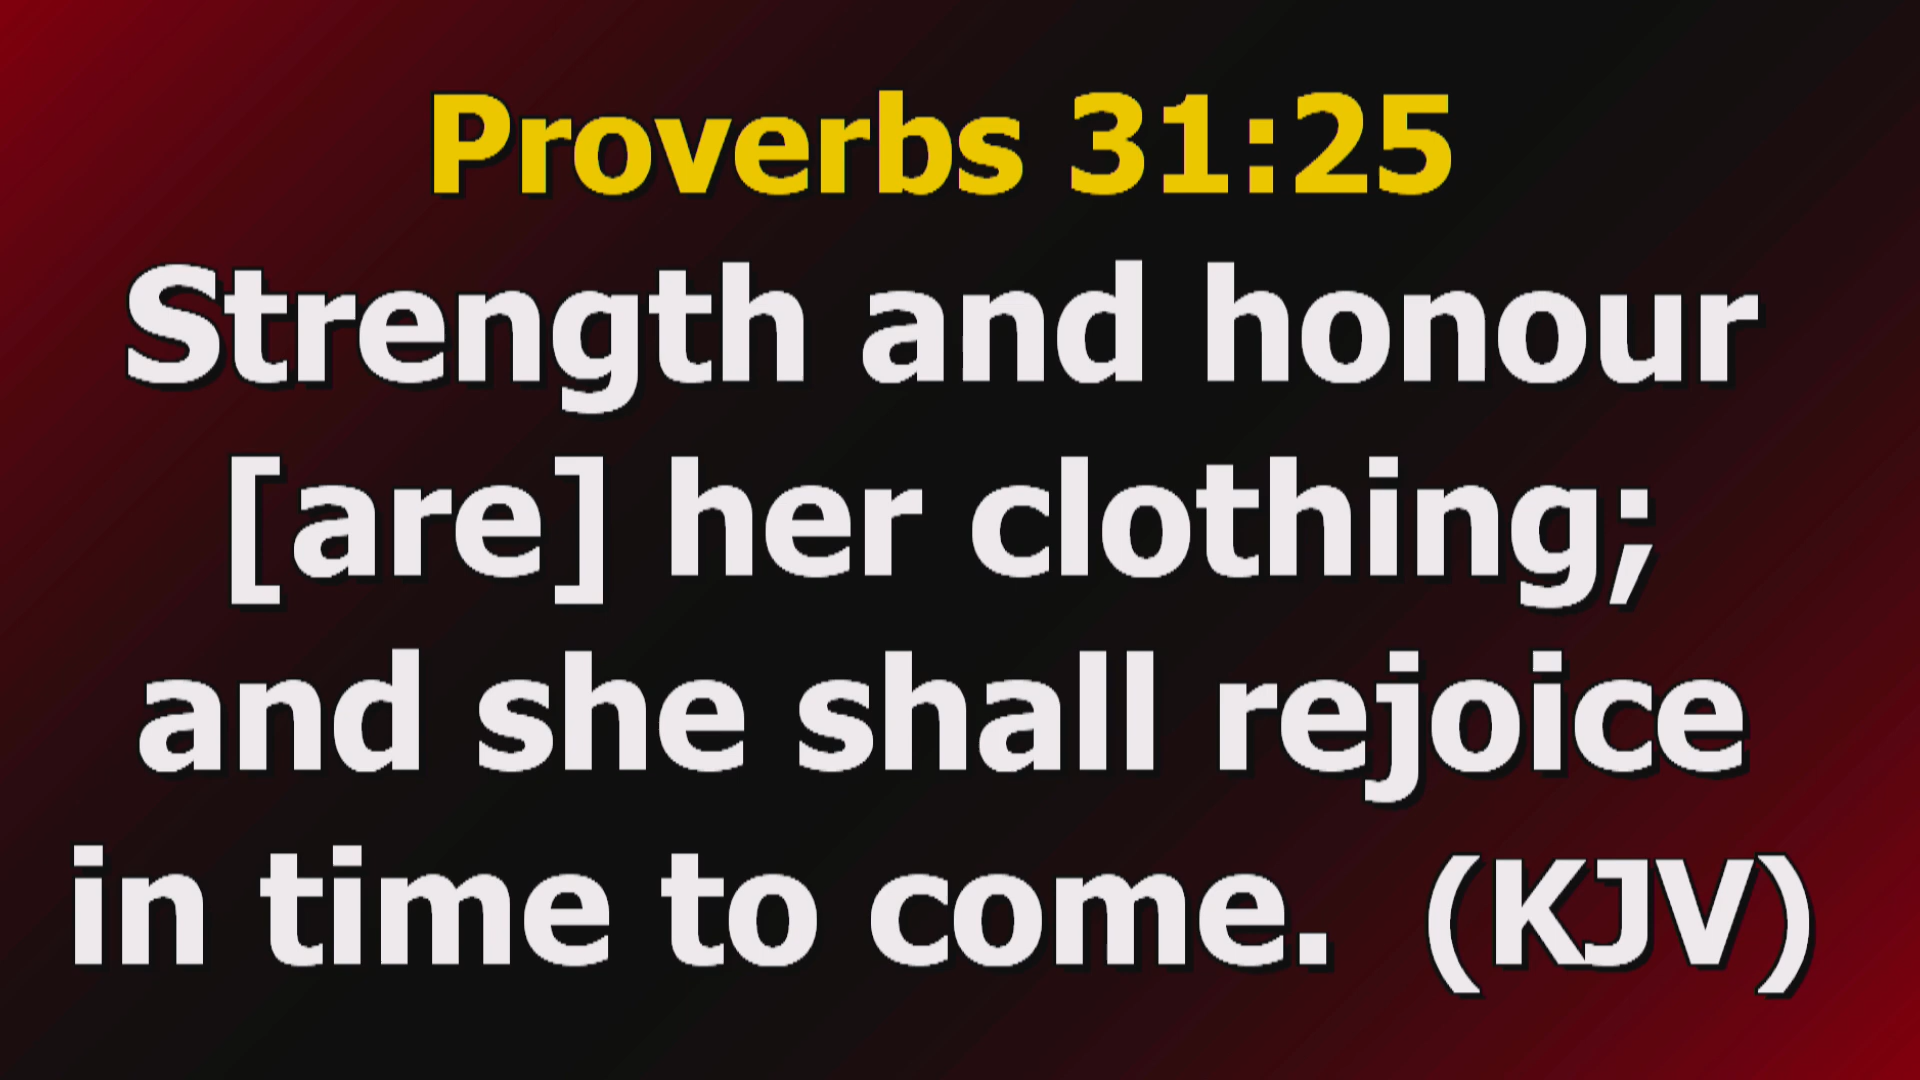 Proverbs 31:25
Strength and honour
[are] her clothing;
and she shall rejoice
in time to come.  (KJV)